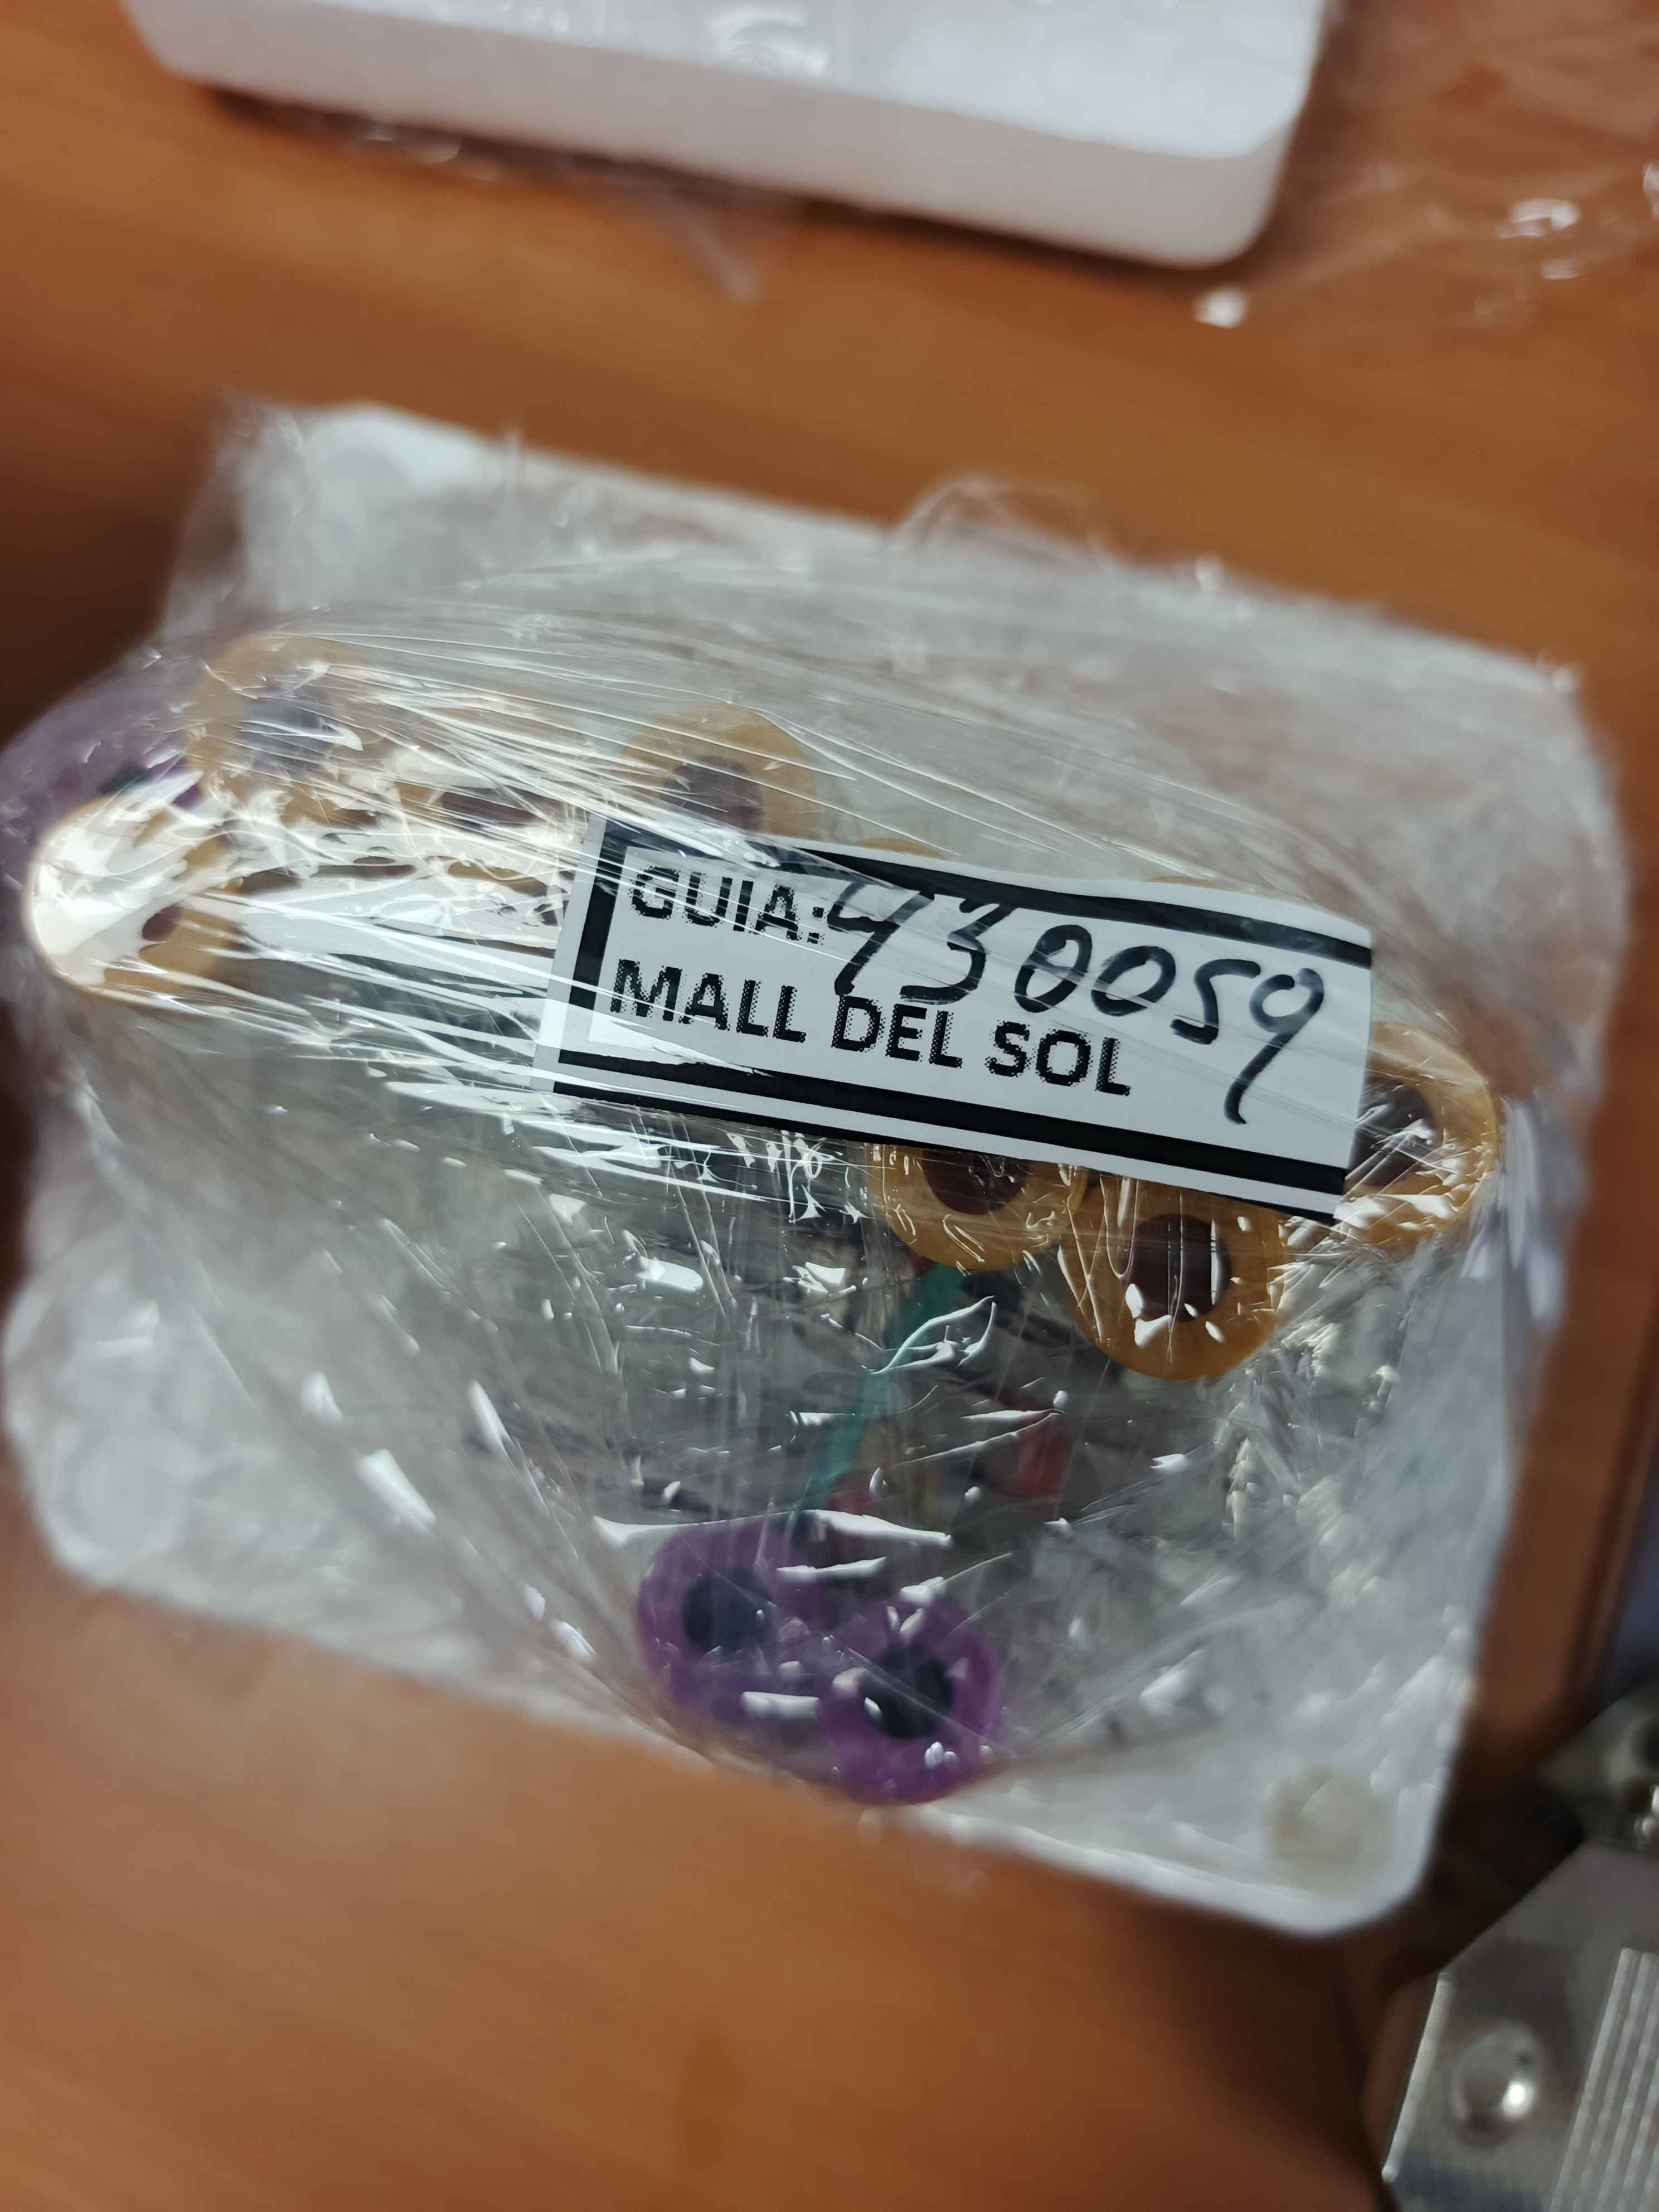 GUIA: 430059
MALL DEL SOL